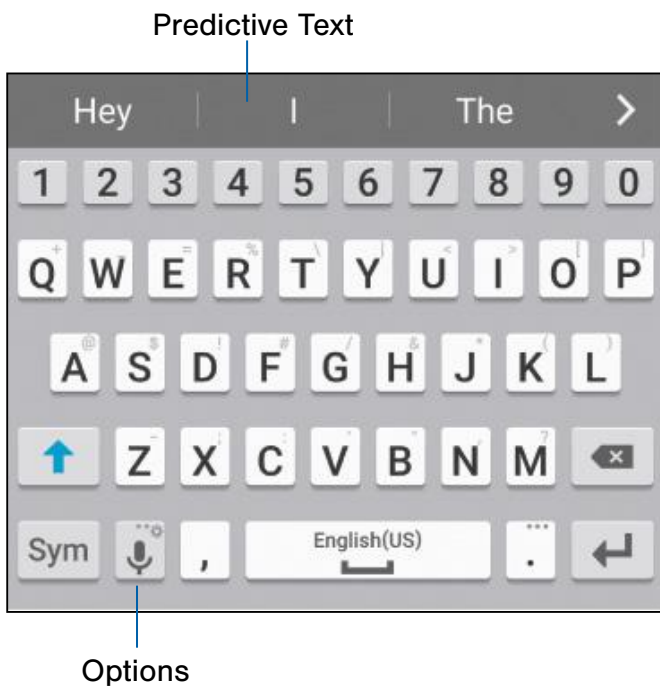 Predictive Text
Hey I The
1 2 3 4 5 6 7 8 9 0
+ = % \ | < > [ ]
Q W E R T Y U I O P
@ $ ! # / & * ( )
A S D F G H J K L
- ; : ' " , ?
Z X C V B N M
Sym , English(US) .
Options